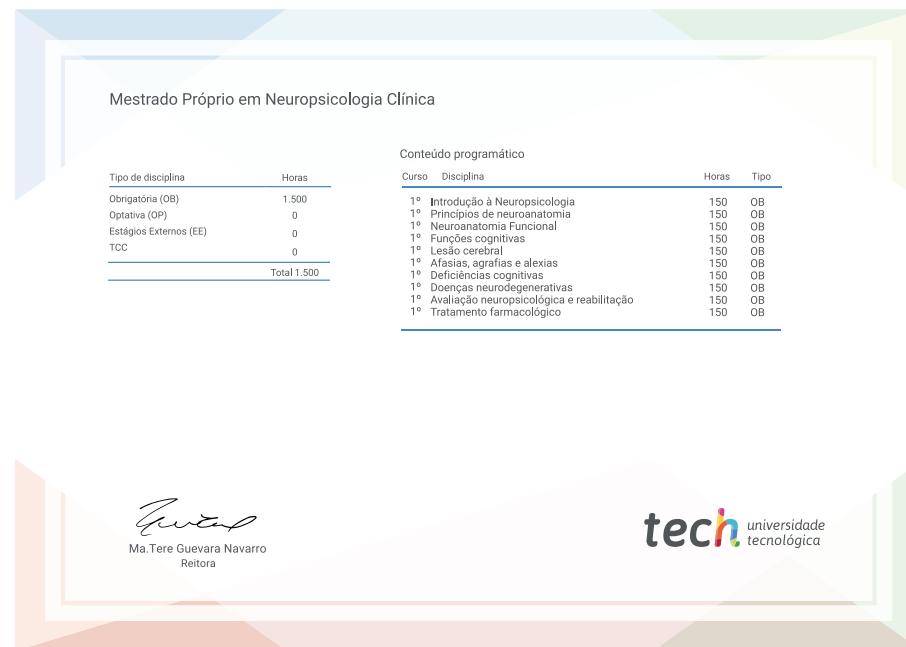 Mestrado Próprio em Neuropsicologia Clínica
Tipo de disciplina Horas
Obrigatória (OB) 1.500
Optativa (OP) 0
Estágios Externos (EE) 0
TCC 0
Total 1.500
Conteúdo programático
Curso Disciplina Horas Tipo
1º Introdução à Neuropsicologia 150 OB
1º Princípios de neuroanatomia 150 OB
1º Neuroanatomia Funcional 150 OB
1º Funções cognitivas 150 OB
1º Lesão cerebral 150 OB
1º Afasias, agrafias e alexias 150 OB
1º Deficiências cognitivas 150 OB
1º Doenças neurodegenerativas 150 OB
1º Avaliação neuropsicológica e reabilitação 150 OB
1º Tratamento farmacológico 150 OB
Ma.Tere Guevara Navarro
Reitora
tech universidade
tecnológica